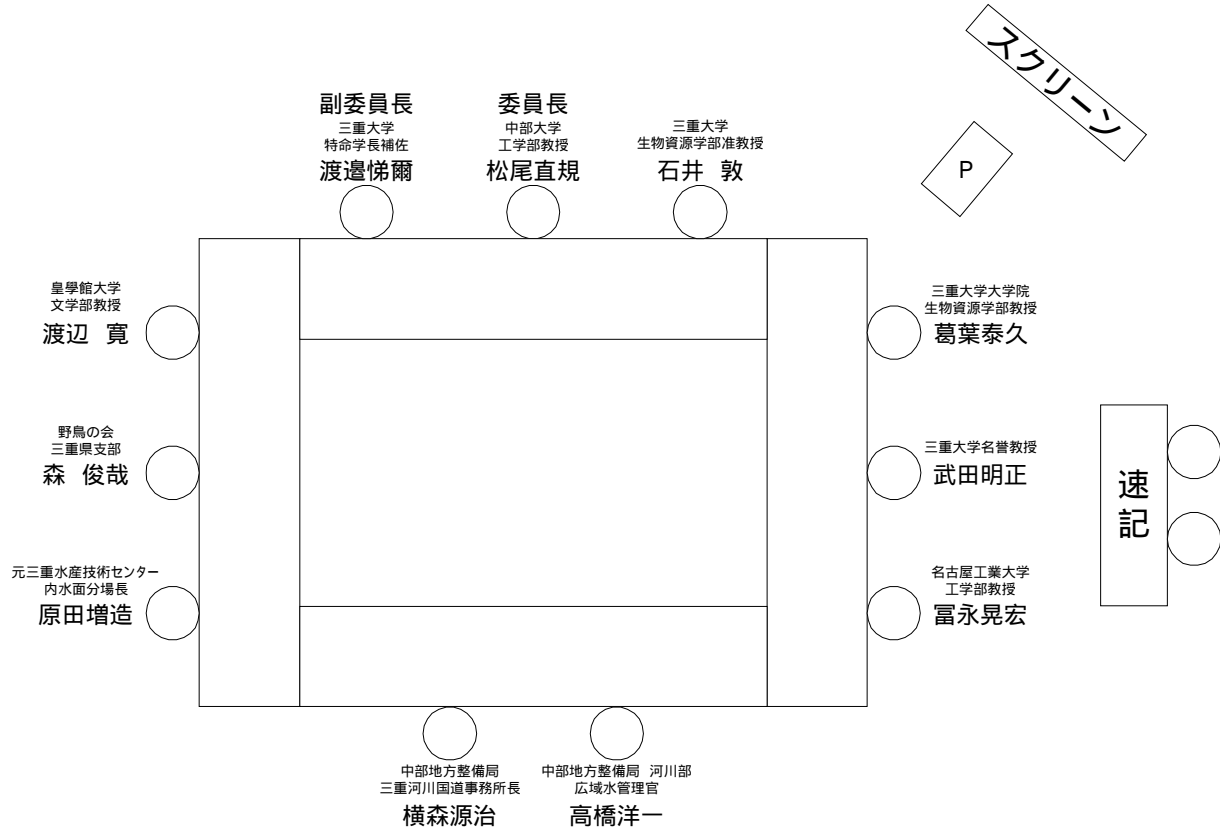 スクリーン
P
副委員長
三重大学
特命学長補佐
渡邉悌爾
委員長
中部大学
工学部教授
松尾直規
三重大学
生物資源学部准教授
石井 敦
皇學館大学
文学部教授
渡辺 寛
野鳥の会
三重県支部
森 俊哉
元三重水産技術センター
内水面分場長
原田増造
三重大学大学院
生物資源学部教授
葛葉泰久
三重大学名誉教授
武田明正
名古屋工業大学
工学部教授
冨永晃宏
速記
中部地方整備局
三重河川国道事務所長
横森源治
中部地方整備局 河川部
広域水管理官
高橋洋一